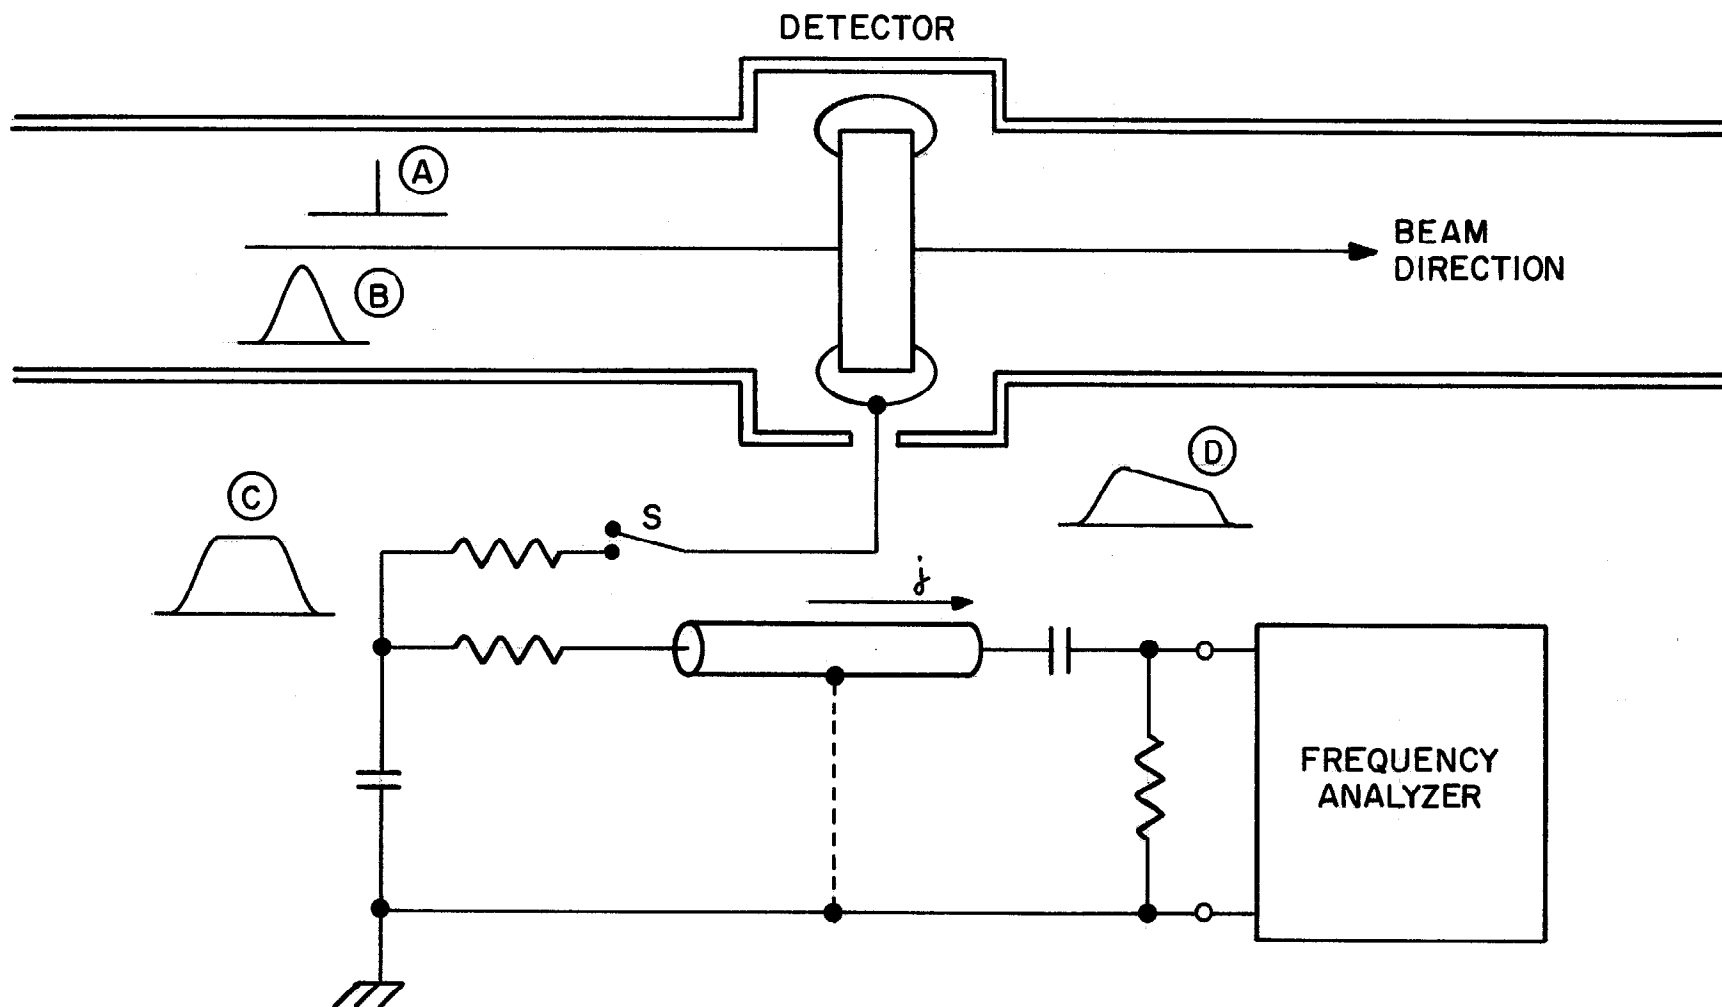 DETECTOR
A
BEAM
DIRECTION
B
D
C
S
j
FREQUENCY
ANALYZER